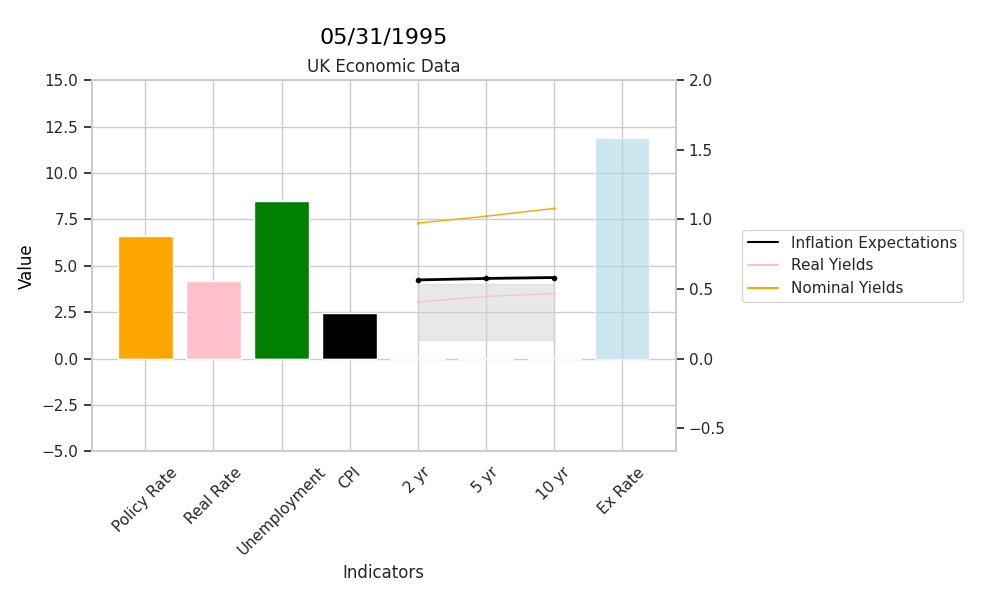 05/31/1995
UK Economic Data
15.0
12.5
10.0
7.5
5.0
2.5
0.0
−2.5
−5.0
Value
2.0
1.5
1.0
0.5
0.0
−0.5
Inflation Expectations
Real Yields
Nominal Yields
Policy Rate
Real Rate
Unemployment
CPI
2 yr
5 yr
10 yr
Ex Rate
Indicators